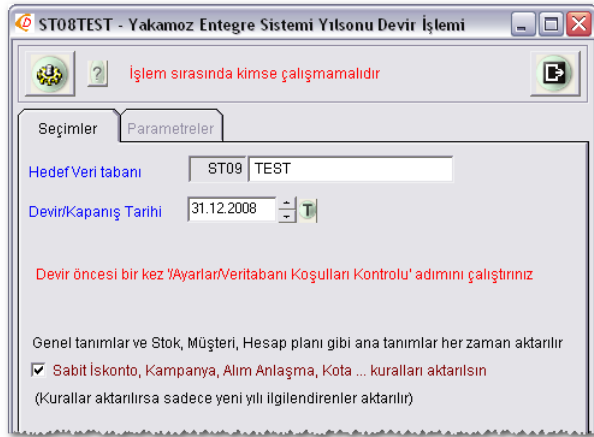 ST08TEST - Yakamoz Entegre Sistemi Yılsonu Devir İşlemi
? İşlem sırasında kimse çalışmamalıdır
Seçimler Parametreler
Hedef Veri tabanı ST09 TEST
Devir/Kapanış Tarihi 31.12.2008 T
Devir öncesi bir kez '/Ayarlar/Veritabanı Koşulları Kontrolu' adımını çalıştırınız
Genel tanımlar ve Stok, Müşteri, Hesap planı gibi ana tanımlar her zaman aktarılır
Sabit İskonto, Kampanya, Alım Anlaşma, Kota ... kuralları aktarılsın
(Kurallar aktarılırsa sadece yeni yılı ilgilendirenler aktarılır)